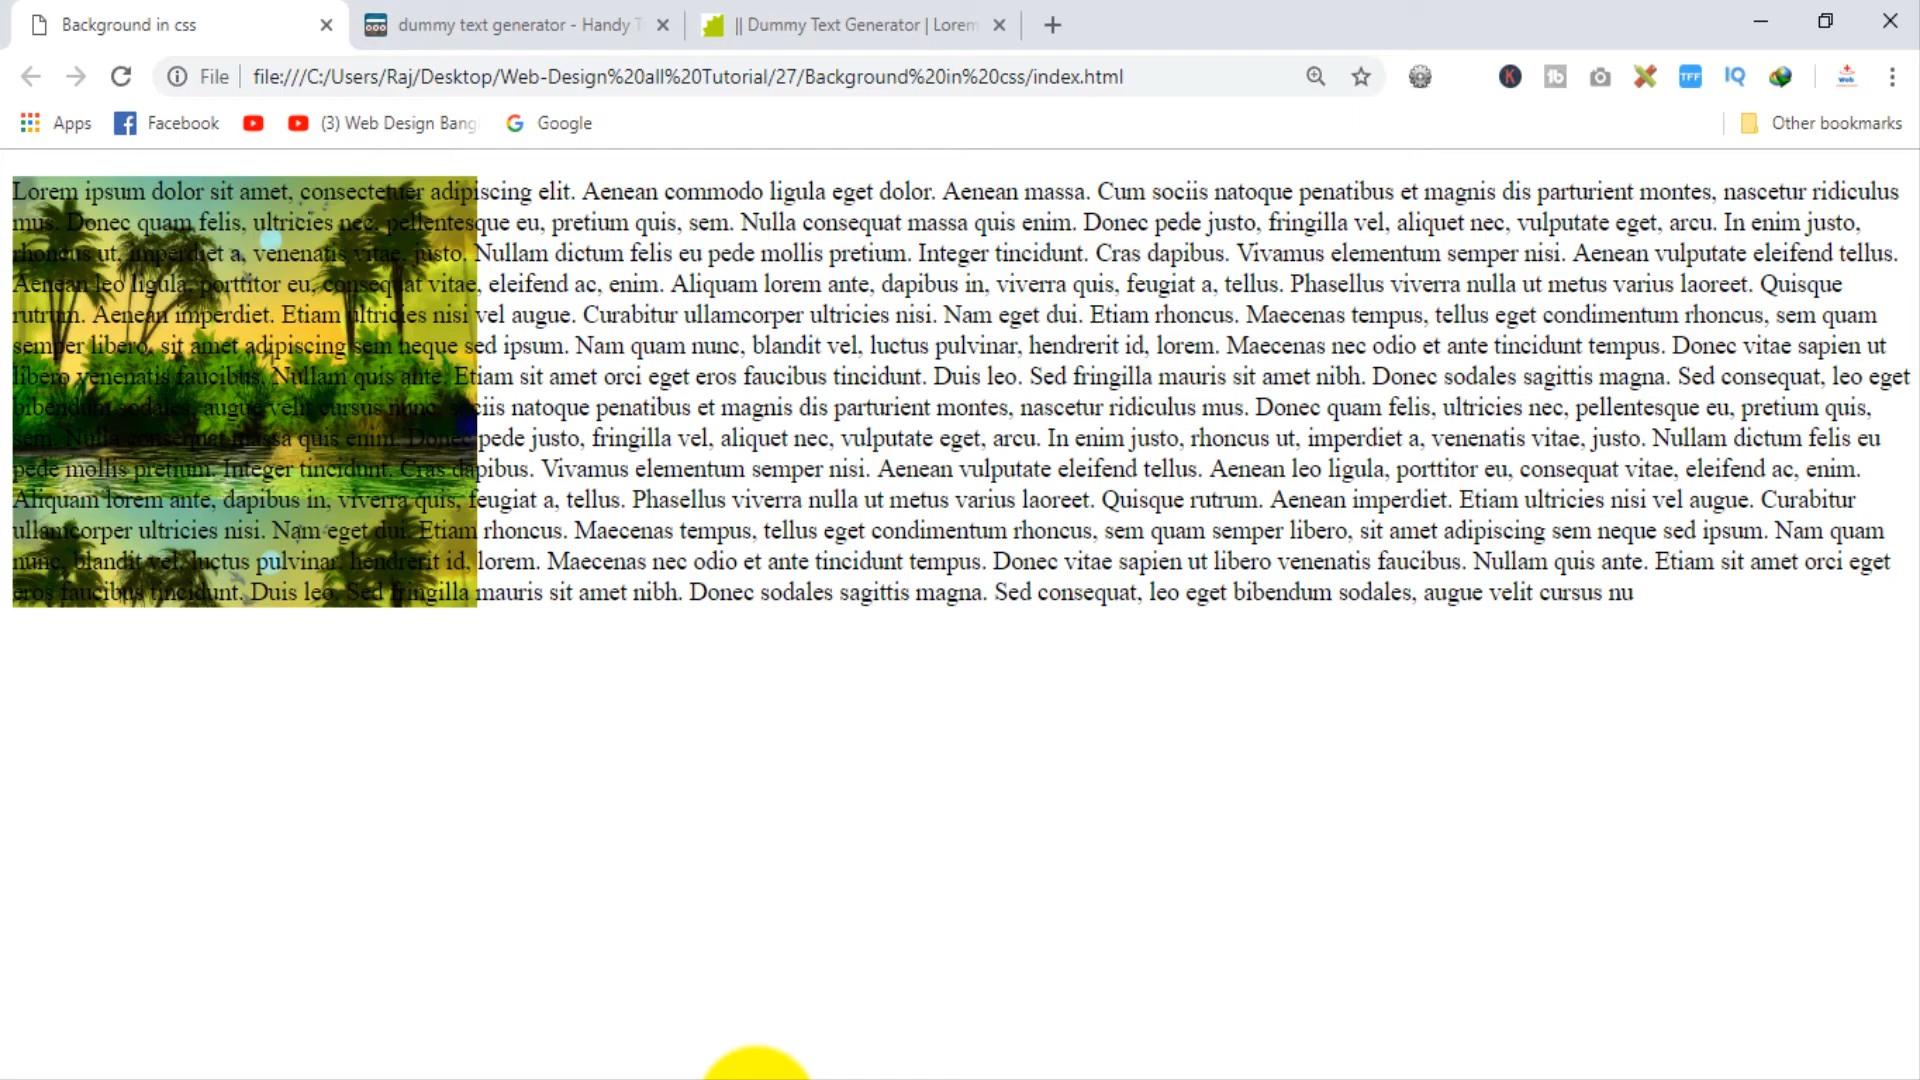 Background in css
dummy text generator - Handy T
|| Dummy Text Generator | Lorem
File
file:///C:/Users/Raj/Desktop/Web-Design%20all%20Tutorial/27/Background%20in%20css/index.html
K
tb
TFF
IQ
Web
Apps
Facebook
(3) Web Design Bang
Google
Other bookmarks
Lorem ipsum dolor sit amet, consectetuer adipiscing elit. Aenean commodo ligula eget dolor. Aenean massa. Cum sociis natoque penatibus et magnis dis parturient montes, nascetur ridiculus
mus. Donec quam felis, ultricies nec, pellentesque eu, pretium quis, sem. Nulla consequat massa quis enim. Donec pede justo, fringilla vel, aliquet nec, vulputate eget, arcu. In enim justo,
rhoncus ut, imperdiet a, venenatis vitae, justo. Nullam dictum felis eu pede mollis pretium. Integer tincidunt. Cras dapibus. Vivamus elementum semper nisi. Aenean vulputate eleifend tellus.
Aenean leo ligula, porttitor eu, consequat vitae, eleifend ac, enim. Aliquam lorem ante, dapibus in, viverra quis, feugiat a, tellus. Phasellus viverra nulla ut metus varius laoreet. Quisque
rutrum. Aenean imperdiet. Etiam ultricies nisi vel augue. Curabitur ullamcorper ultricies nisi. Nam eget dui. Etiam rhoncus. Maecenas tempus, tellus eget condimentum rhoncus, sem quam
semper libero, sit amet adipiscing sem neque sed ipsum. Nam quam nunc, blandit vel, luctus pulvinar, hendrerit id, lorem. Maecenas nec odio et ante tincidunt tempus. Donec vitae sapien ut
libero venenatis faucibus. Nullam quis ante. Etiam sit amet orci eget eros faucibus tincidunt. Duis leo. Sed fringilla mauris sit amet nibh. Donec sodales sagittis magna. Sed consequat, leo eget
bibendum sodales, augue velit cursus nunc, sociis natoque penatibus et magnis dis parturient montes, nascetur ridiculus mus. Donec quam felis, ultricies nec, pellentesque eu, pretium quis,
sem. Nulla consequat massa quis enim. Donec pede justo, fringilla vel, aliquet nec, vulputate eget, arcu. In enim justo, rhoncus ut, imperdiet a, venenatis vitae, justo. Nullam dictum felis eu
pede mollis pretium. Integer tincidunt. Cras dapibus. Vivamus elementum semper nisi. Aenean vulputate eleifend tellus. Aenean leo ligula, porttitor eu, consequat vitae, eleifend ac, enim.
Aliquam lorem ante, dapibus in, viverra quis, feugiat a, tellus. Phasellus viverra nulla ut metus varius laoreet. Quisque rutrum. Aenean imperdiet. Etiam ultricies nisi vel augue. Curabitur
ullamcorper ultricies nisi. Nam eget dui. Etiam rhoncus. Maecenas tempus, tellus eget condimentum rhoncus, sem quam semper libero, sit amet adipiscing sem neque sed ipsum. Nam quam
nunc, blandit vel, luctus pulvinar, hendrerit id, lorem. Maecenas nec odio et ante tincidunt tempus. Donec vitae sapien ut libero venenatis faucibus. Nullam quis ante. Etiam sit amet orci eget
eros faucibus tincidunt. Duis leo. Sed fringilla mauris sit amet nibh. Donec sodales sagittis magna. Sed consequat, leo eget bibendum sodales, augue velit cursus nu